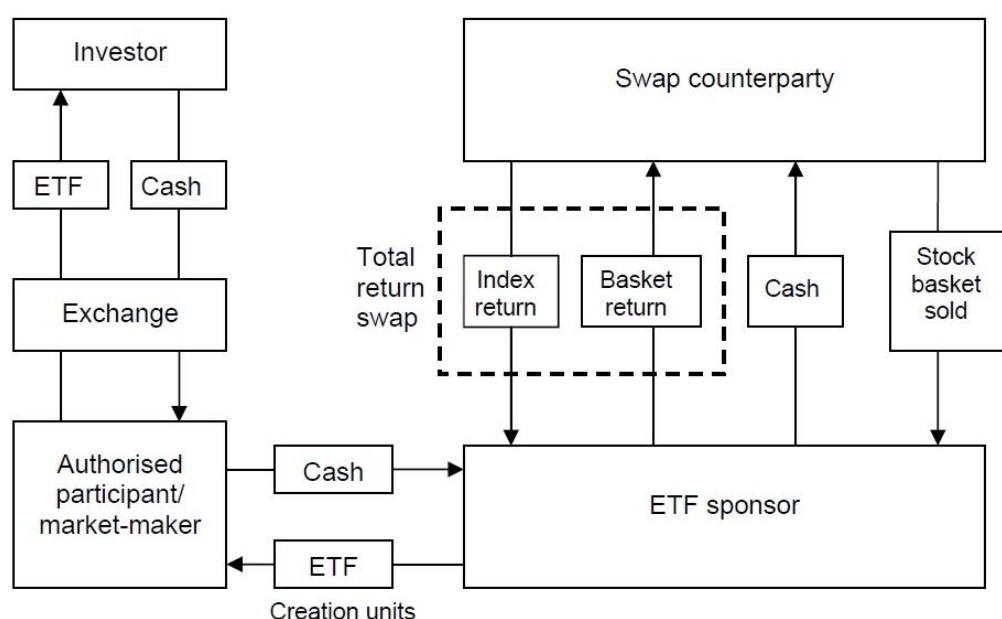 Investor
Swap counterparty
ETF
Cash
Total
return
swap
Index
return
Basket
return
Cash
Stock
basket
sold
Exchange
Authorised
participant/
market-maker
Cash
ETF sponsor
ETF
Creation units